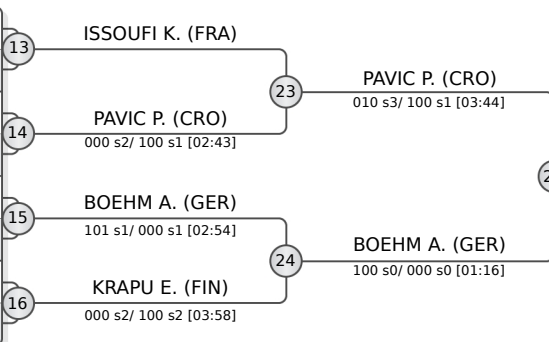 ISSOUFI K. (FRA)
13
23
PAVIC P. (CRO)
010 s3/ 100 s1 [03:44]
PAVIC P. (CRO)
14
000 s2/ 100 s1 [02:43]
2
BOEHM A. (GER)
15
101 s1/ 000 s1 [02:54]
24
BOEHM A. (GER)
100 s0/ 000 s0 [01:16]
KRAPU E. (FIN)
16
000 s2/ 100 s2 [03:58]